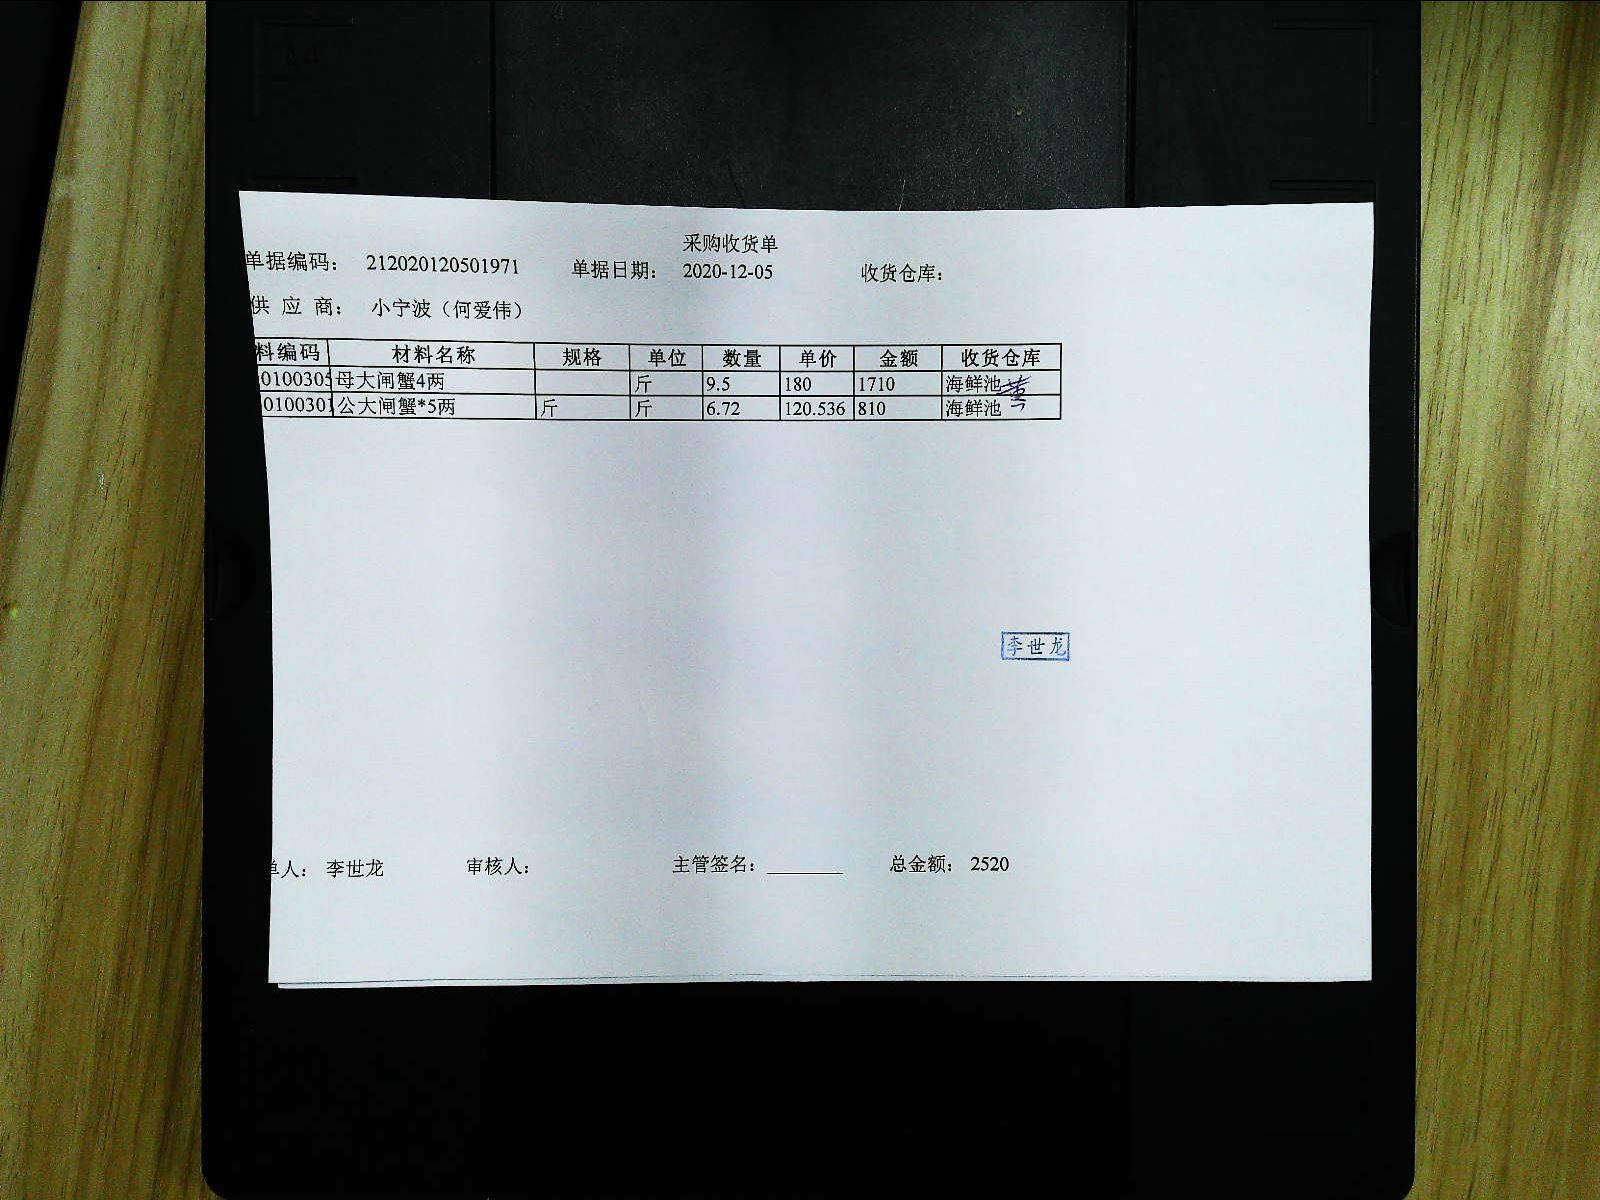 采购收货单
单据编码： 212020120501971 单据日期： 2020-12-05 收货仓库：
供 应 商： 小宁波（何爱伟）
料编码 材料名称 规格 单位 数量 单价 金额 收货仓库
0100305 母大闸蟹4两 斤 9.5 180 1710 海鲜池
0100301 公大闸蟹*5两 斤 斤 6.72 120.536 810 海鲜池
李世龙
单人： 李世龙 审核人： 主管签名： 总金额： 2520